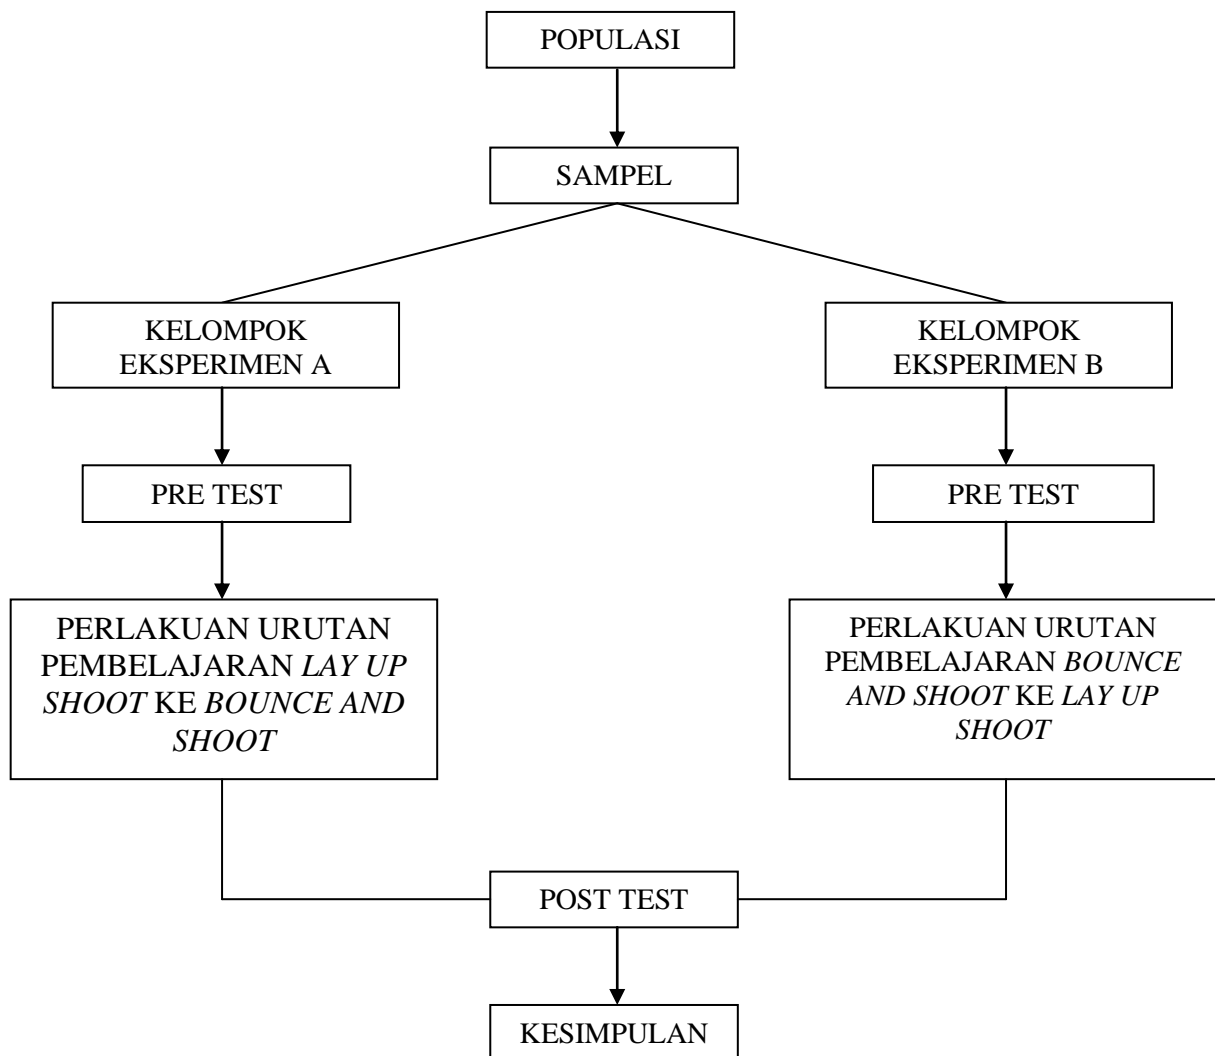 POPULASI
SAMPEL
KELOMPOK
EKSPERIMEN A
KELOMPOK
EKSPERIMEN B
PRE TEST
PRE TEST
PERLAKUAN URUTAN
PEMBELAJARAN LAY UP
SHOOT KE BOUNCE AND
SHOOT
PERLAKUAN URUTAN
PEMBELAJARAN BOUNCE
AND SHOOT KE LAY UP
SHOOT
POST TEST
KESIMPULAN